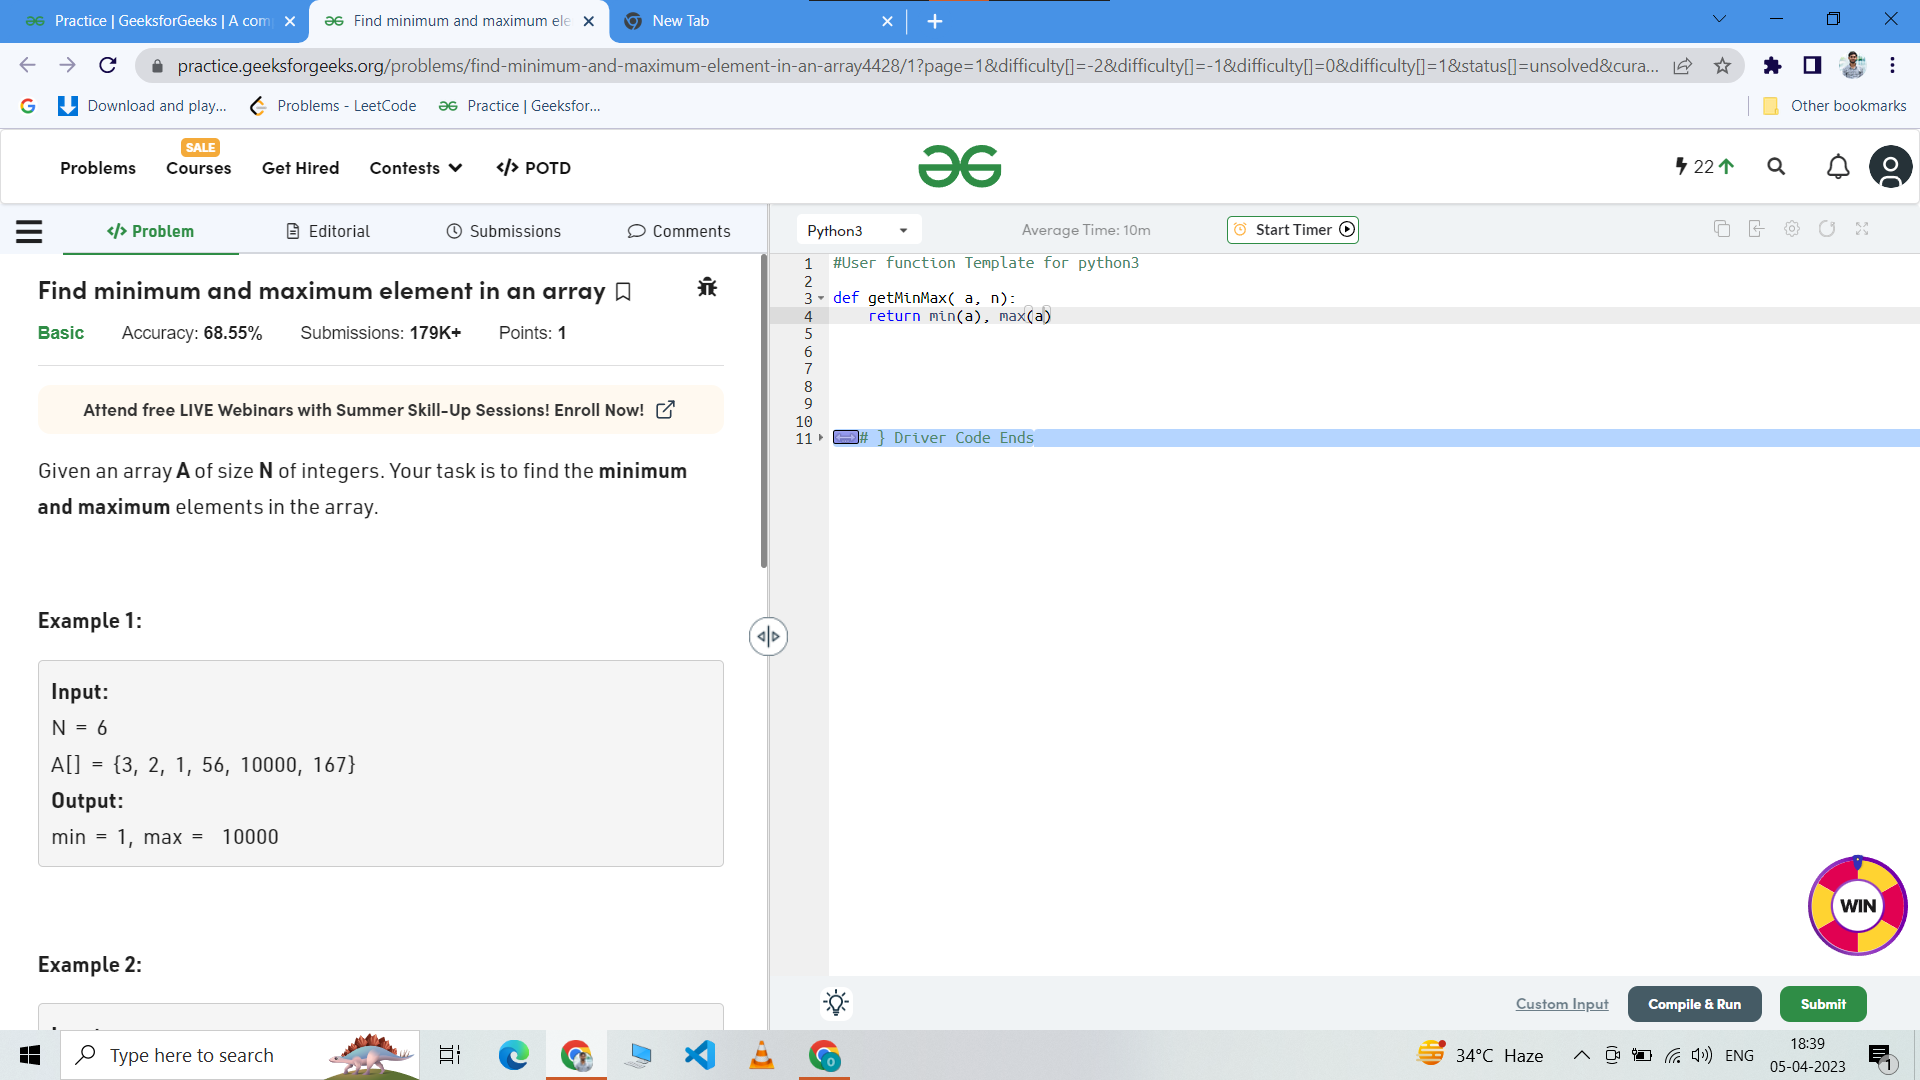 Practice | GeeksforGeeks | A com
Find minimum and maximum ele
New Tab
practice.geeksforgeeks.org/problems/find-minimum-and-maximum-element-in-an-array4428/1?page=1&difficulty[]=-2&difficulty[]=-1&difficulty[]=0&difficulty[]=1&status[]=unsolved&cura...
Download and play...
Problems - LeetCode
Practice | Geeksfor...
Other bookmarks
SALE
Problems
Courses
Get Hired
Contests
</> POTD
22
</> Problem
Editorial
Submissions
Comments
Python3
Average Time: 10m
Start Timer
Find minimum and maximum element in an array
Basic
Accuracy: 68.55%
Submissions: 179K+
Points: 1
Attend free LIVE Webinars with Summer Skill-Up Sessions! Enroll Now!
Given an array A of size N of integers. Your task is to find the minimum
and maximum elements in the array.
Example 1:
Input:
N = 6
A[] = {3, 2, 1, 56, 10000, 167}
Output:
min = 1, max =  10000
Example 2:
1 #User function Template for python3
2
3 def getMinMax( a, n):
4     return min(a), max(a)
5
6
7
8
9
10
11 # } Driver Code Ends
WIN
Custom Input
Compile & Run
Submit
Type here to search
34°C Haze
ENG
18:39
05-04-2023
1